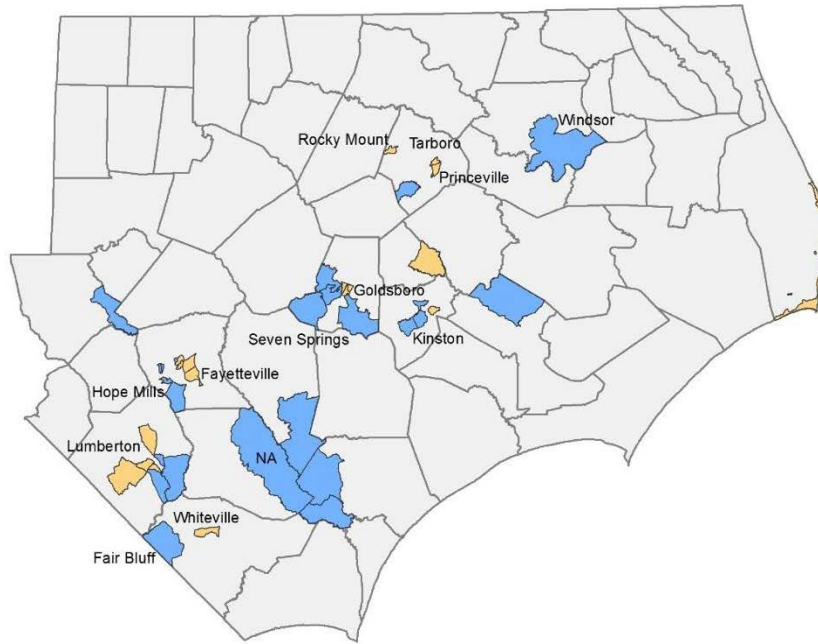 Windsor
Rocky Mount
Tarboro
Princeville
Goldsboro
Seven Springs
Kinston
Fayetteville
Hope Mills
Lumberton
NA
Whiteville
Fair Bluff